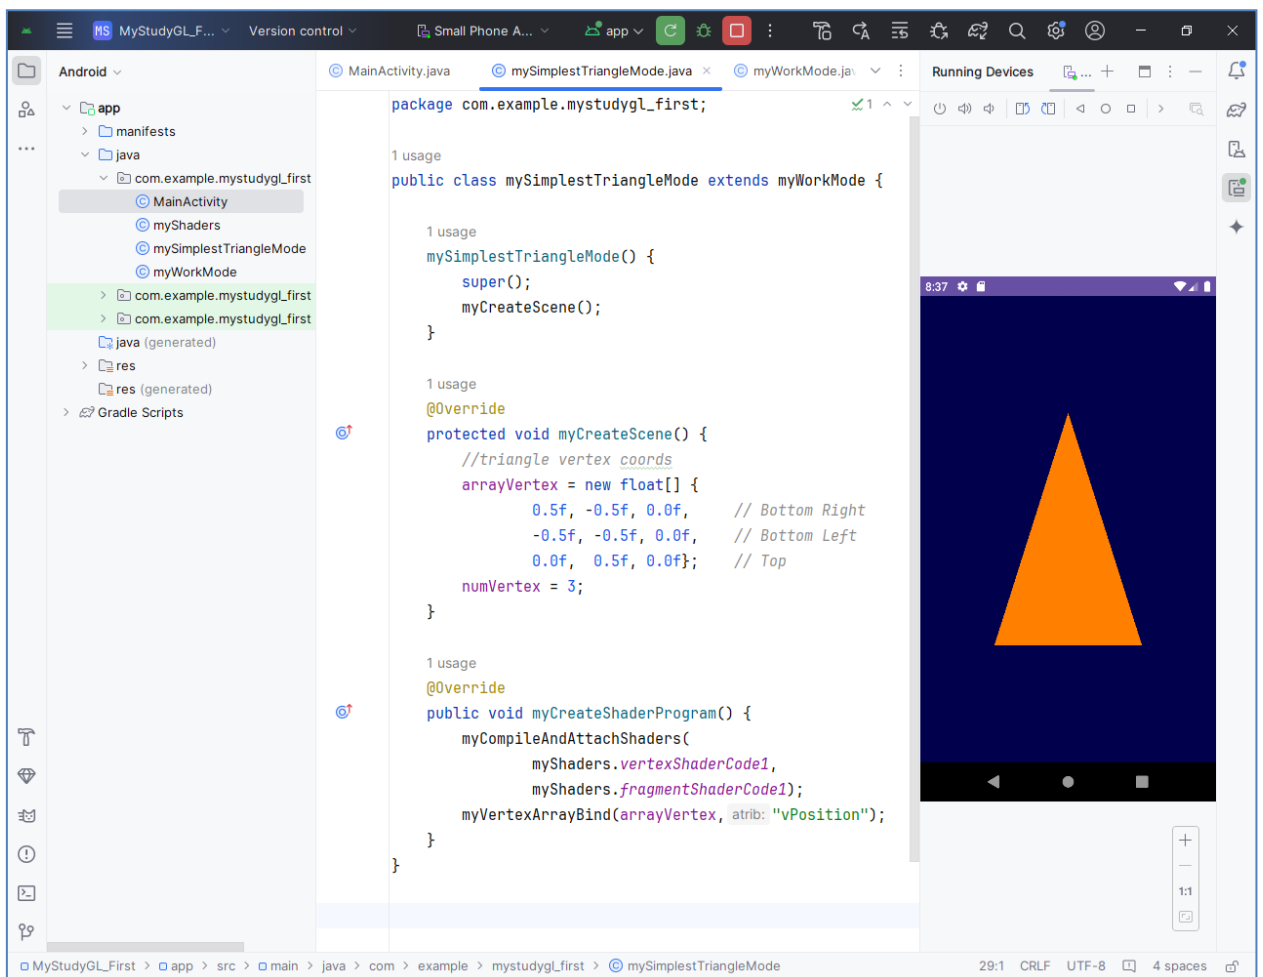 MS MyStudyGL_F... Version control Small Phone A... app
Android
app
manifests
java
com.example.mystudygl_first
MainActivity
myShaders
mySimplestTriangleMode
myWorkMode
com.example.mystudygl_first
com.example.mystudygl_first
java (generated)
res
res (generated)
Gradle Scripts
MainActivity.java mySimplestTriangleMode.java myWorkMode.ja
package com.example.mystudygl_first;
1
1 usage
public class mySimplestTriangleMode extends myWorkMode {
1 usage
mySimplestTriangleMode() {
super();
myCreateScene();
}
1 usage
@Override
protected void myCreateScene() {
//triangle vertex coords
arrayVertex = new float[] {
0.5f, -0.5f, 0.0f, // Bottom Right
-0.5f, -0.5f, 0.0f, // Bottom Left
0.0f, 0.5f, 0.0f}; // Top
numVertex = 3;
}
1 usage
@Override
public void myCreateShaderProgram() {
myCompileAndAttachShaders(
myShaders.vertexShaderCode1,
myShaders.fragmentShaderCode1);
myVertexArrayBind(arrayVertex, atrib: "vPosition");
}
}
Running Devices
8:37
1:1
MyStudyGL_First > app > src > main > java > com > example > mystudygl_first > mySimplestTriangleMode
29:1 CRLF UTF-8 4 spaces